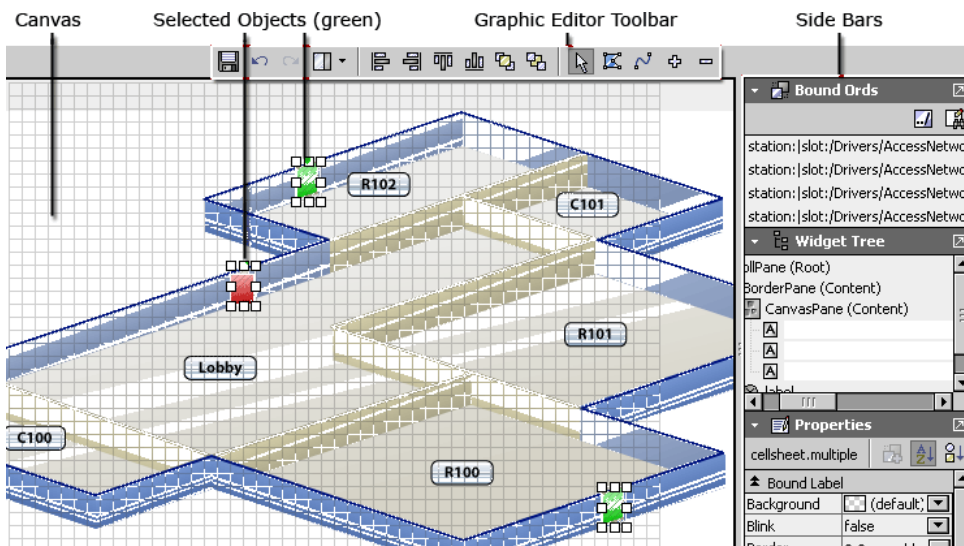 Canvas
Selected Objects (green)
Graphic Editor Toolbar
Side Bars
Bound Ords
station:|slot:/Drivers/AccessNetwo
station:|slot:/Drivers/AccessNetwo
station:|slot:/Drivers/AccessNetwo
station:|slot:/Drivers/AccessNetwo
Widget Tree
ollPane (Root)
BorderPane (Content)
CanvasPane (Content)
A
A
A
label
Properties
cellsheet.multiple
Bound Label
Background (default)
Blink false
R102
C101
R101
Lobby
C100
R100